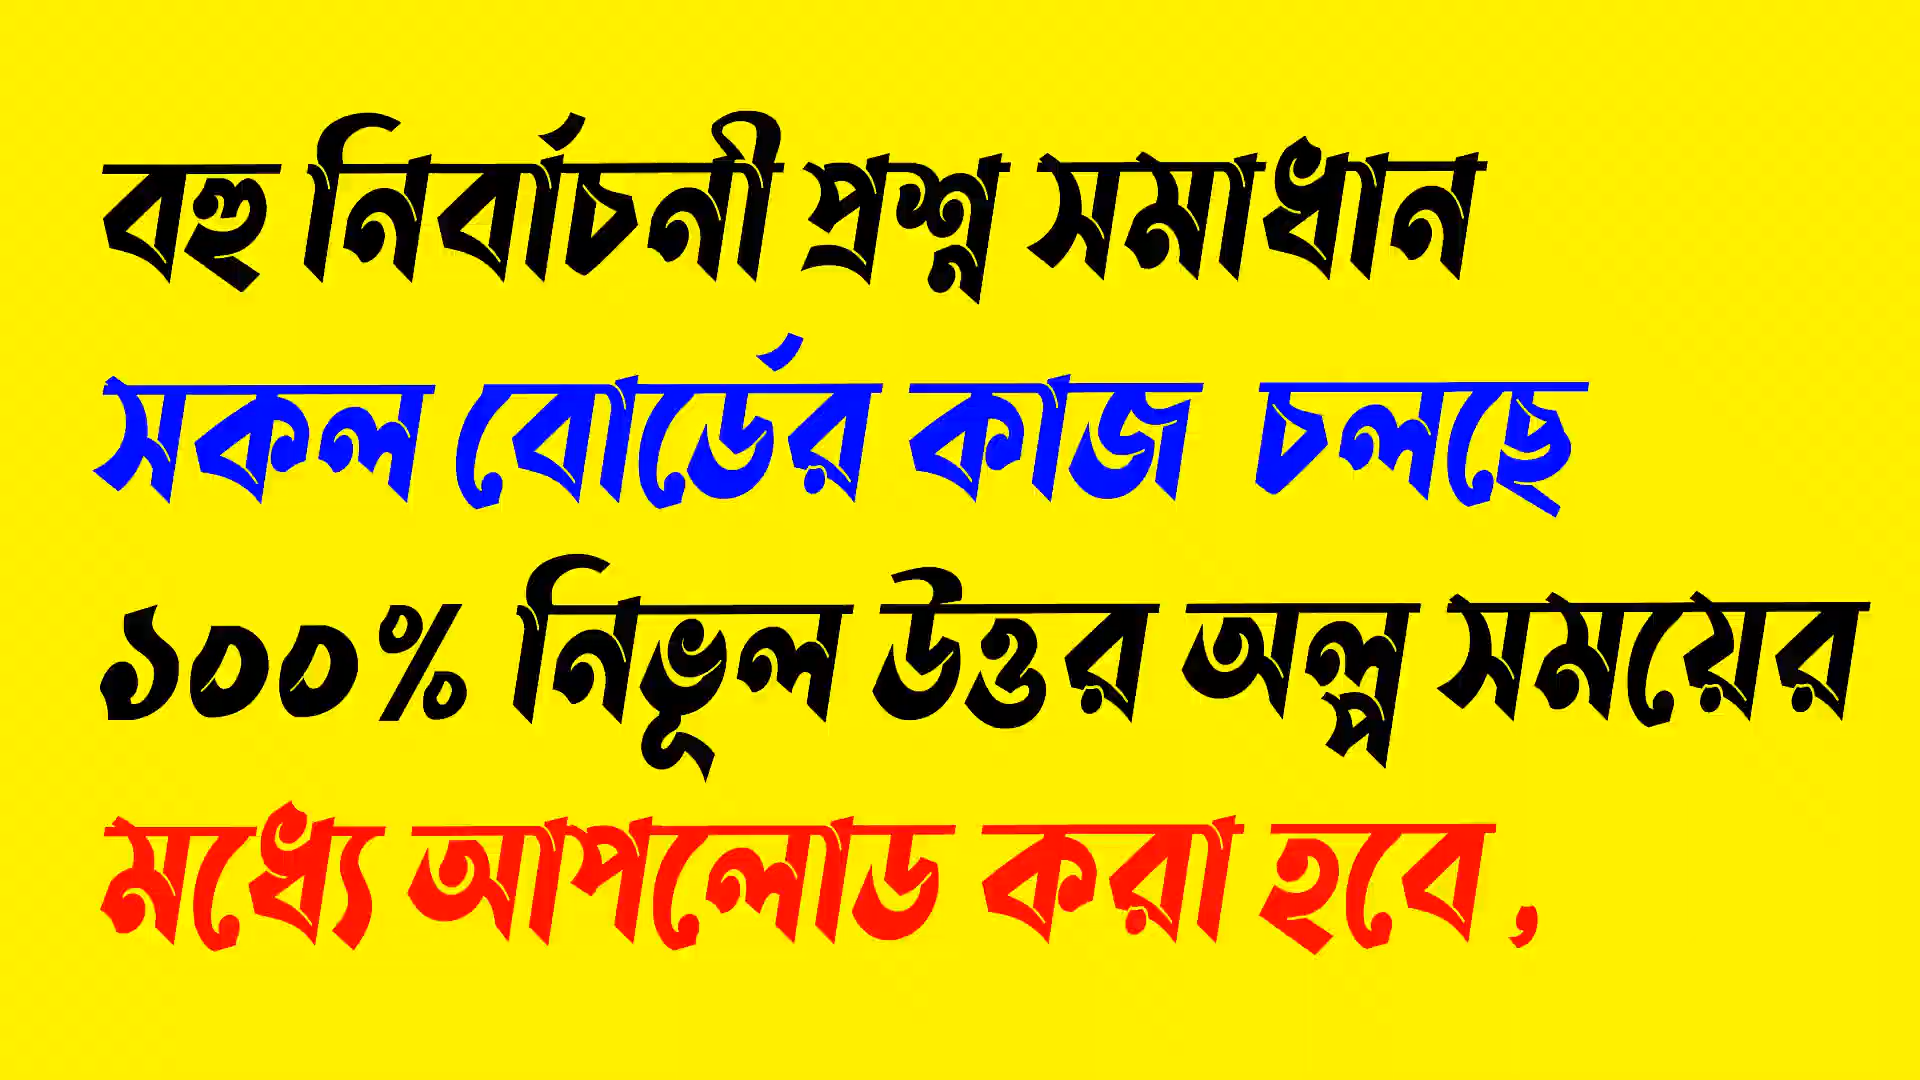 বহু নির্বাচনী প্রশ্ন সমাধান
সকল বোর্ডের কাজ চলছে
১০০% নিভূল উত্তর অল্প সময়ের
মধ্যে আপলোড করা হবে ,